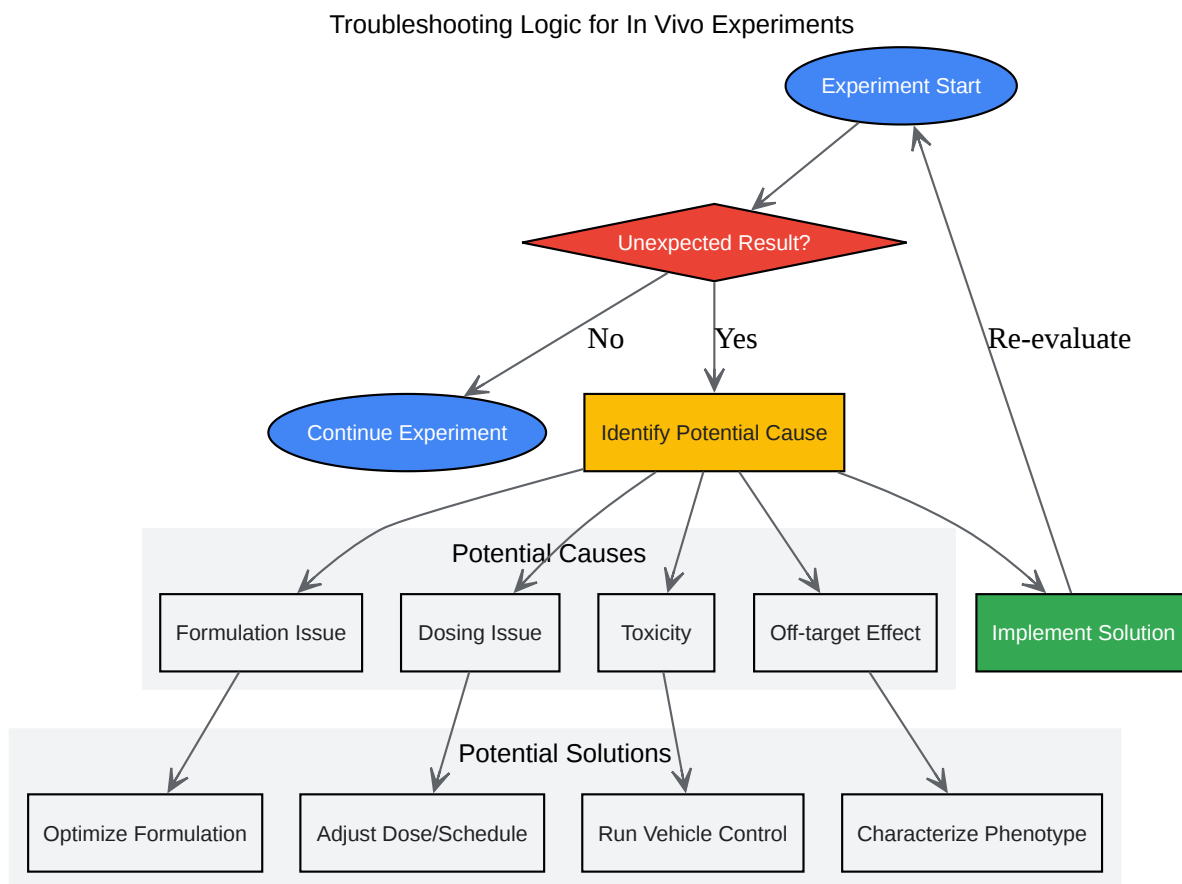 Troubleshooting Logic for In Vivo Experiments
Experiment Start
Unexpected Result?
No
Yes
Re-evaluate
Continue Experiment
Identify Potential Cause
Potential Causes
Formulation Issue
Dosing Issue
Toxicity
Off-target Effect
Implement Solution
Potential Solutions
Optimize Formulation
Adjust Dose/Schedule
Run Vehicle Control
Characterize Phenotype